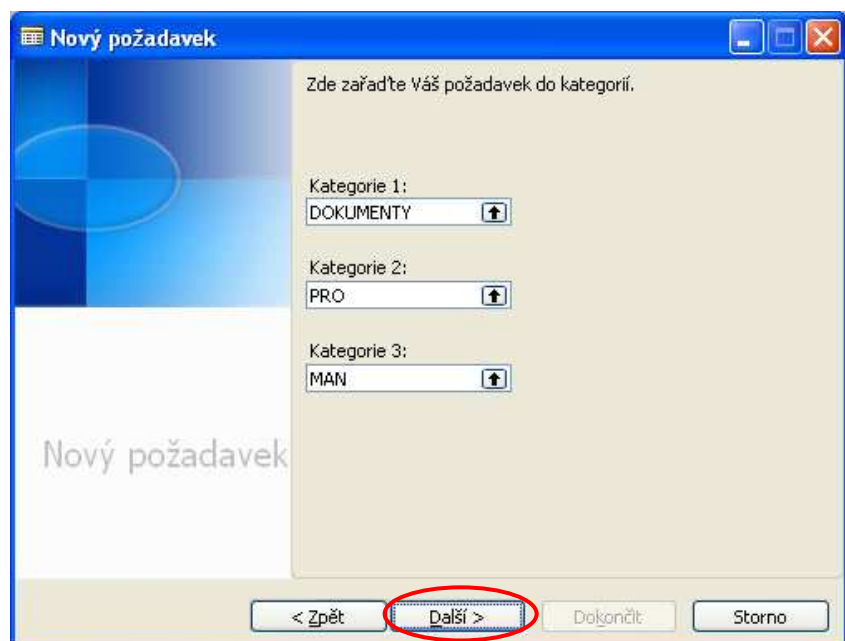 Nový požadavek
Zde zařaďte Váš požadavek do kategorií.
Kategorie 1:
DOKUMENTY
Kategorie 2:
PRO
Kategorie 3:
MAN
Nový požadavek
< Zpět
Další >
Dokončit
Storno